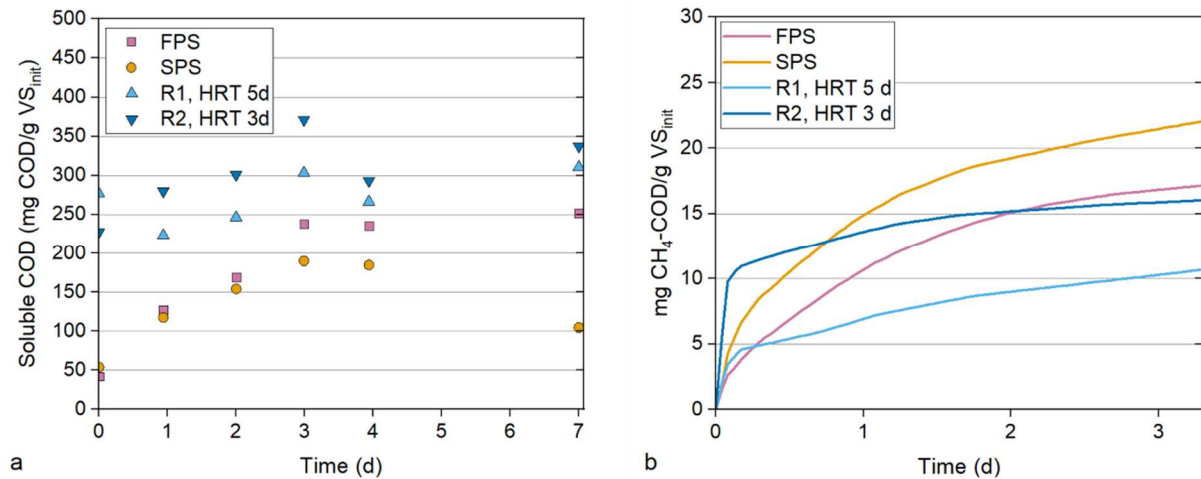 500
450
400
350
300
250
200
150
100
50
0
Soluble COD (mg COD/g VS_init)
FPS
SPS
R1, HRT 5d
R2, HRT 3d
0 1 2 3 4 5 6 7
Time (d)
a
30
25
20
15
10
5
0
mg CH₄-COD/g VS_init
FPS
SPS
R1, HRT 5 d
R2, HRT 3 d
0 1 2 3
Time (d)
b